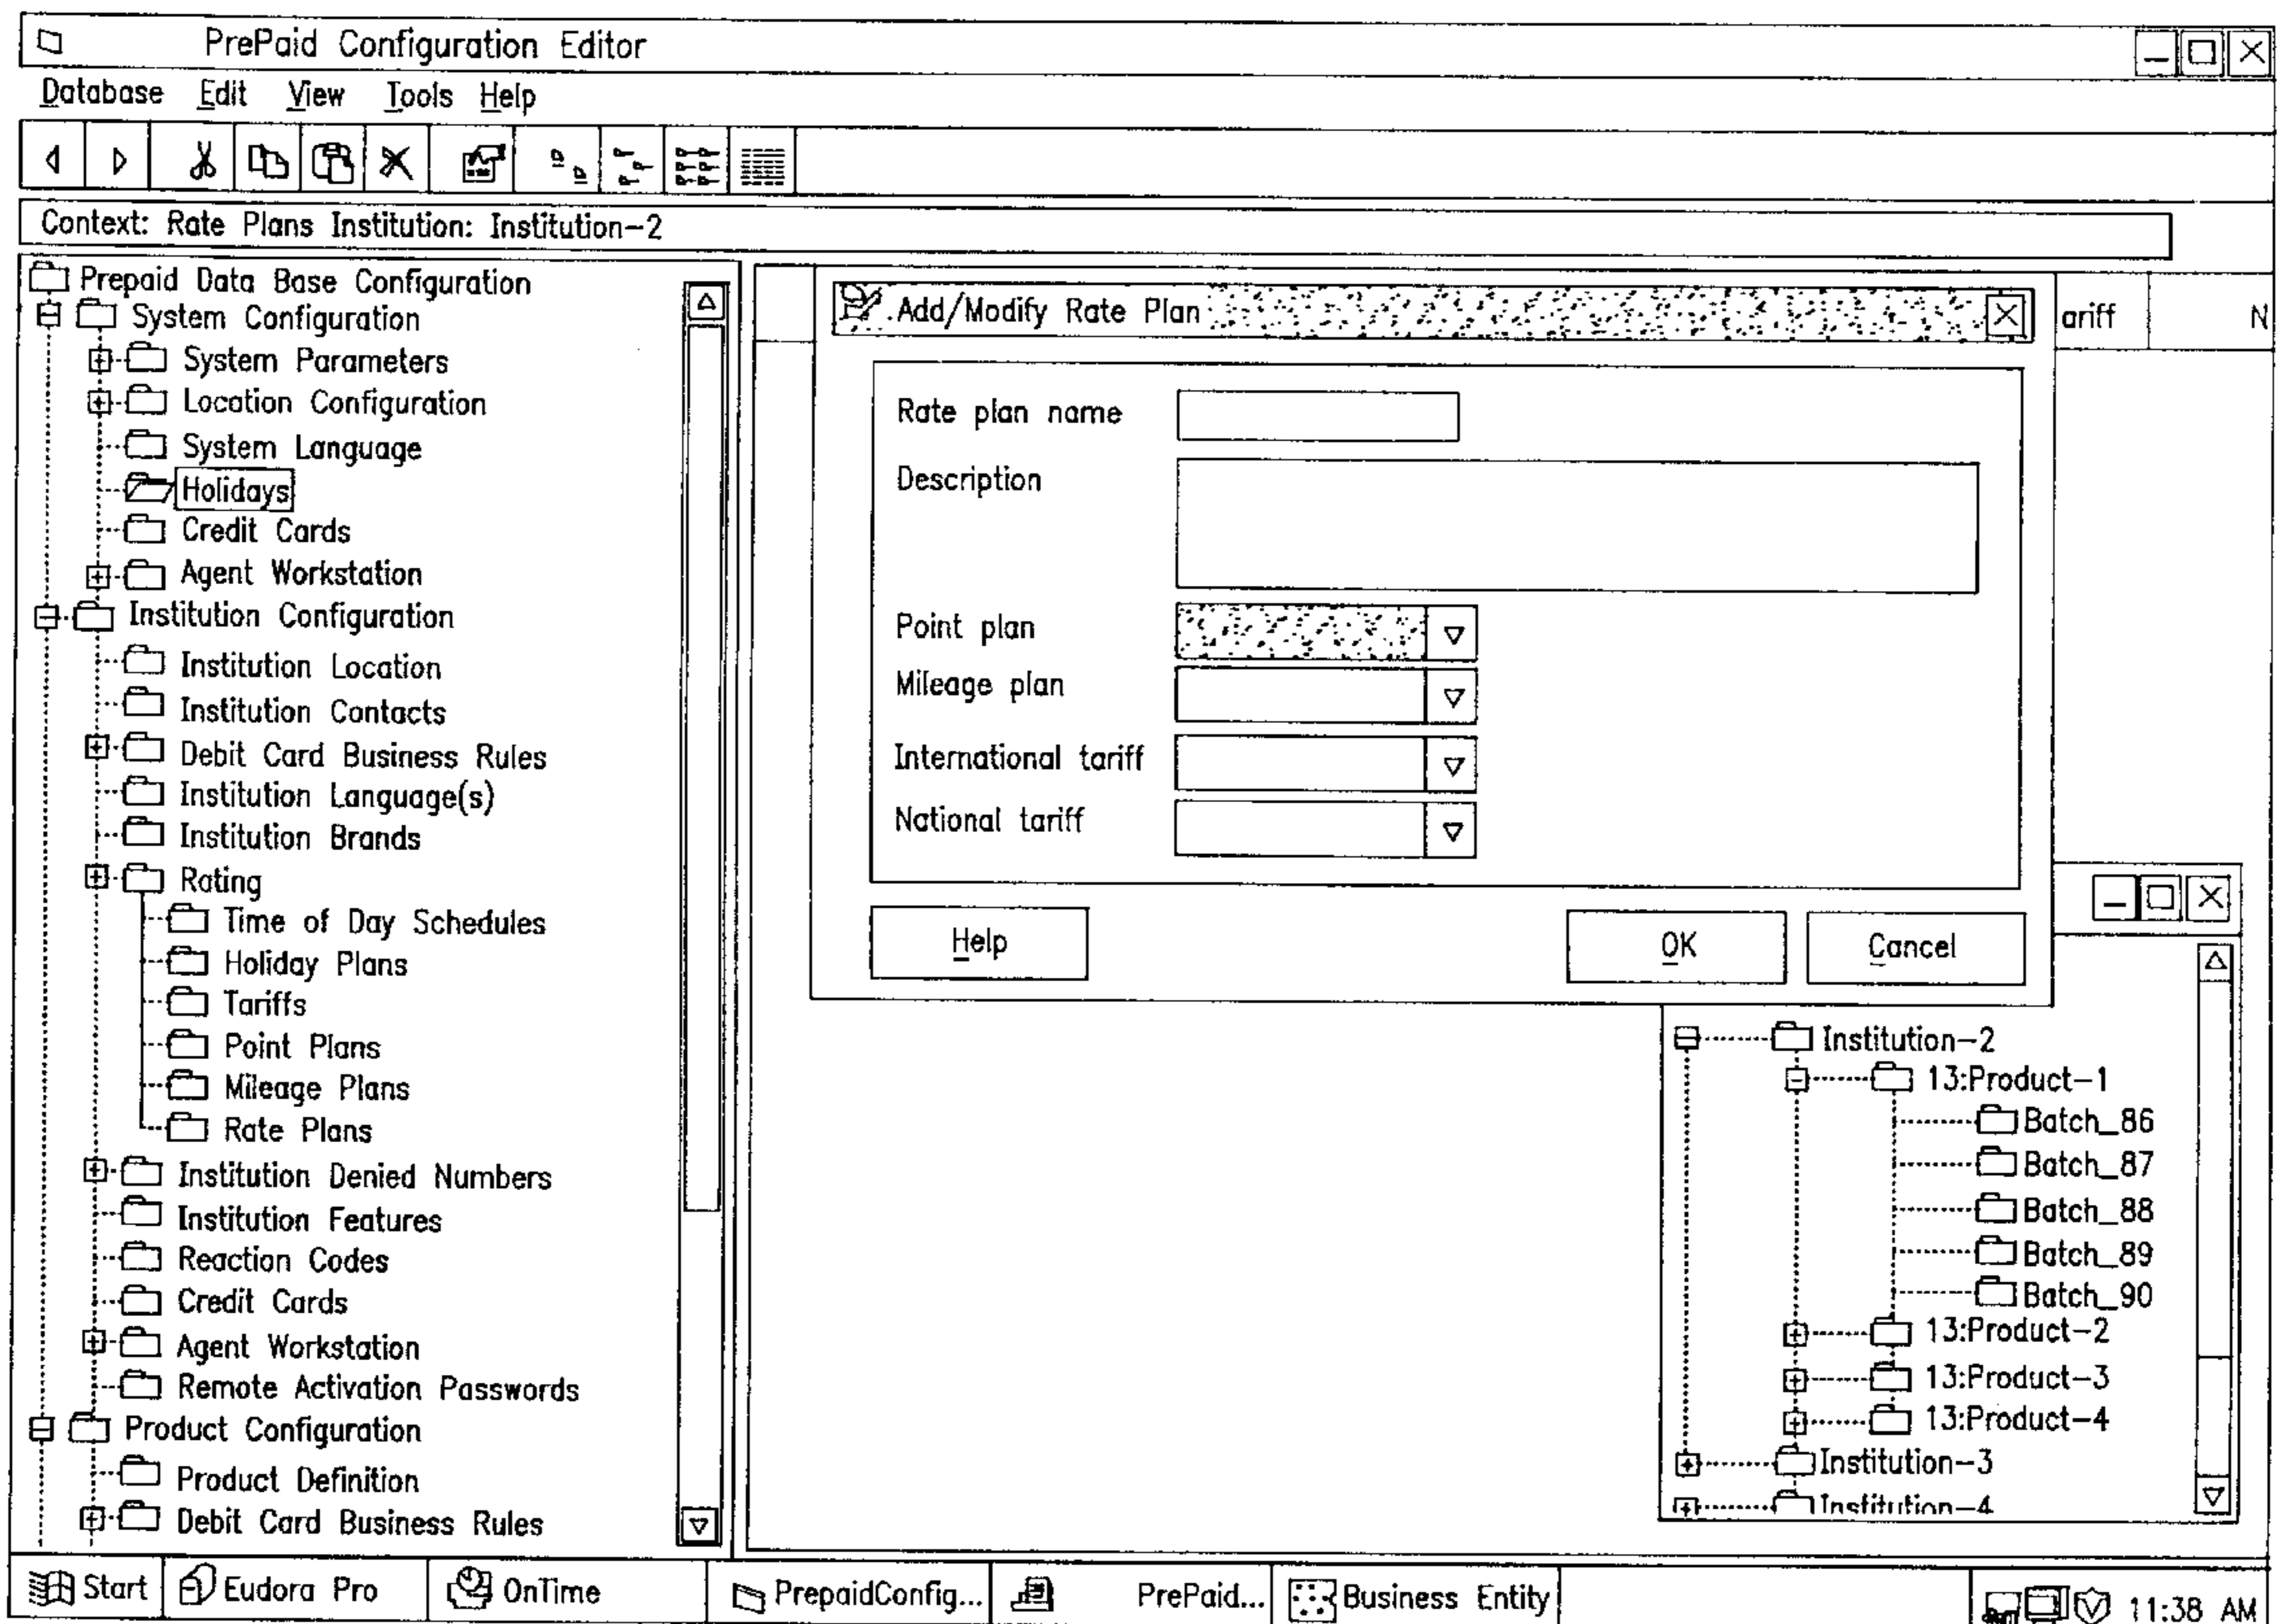 PrePaid Configuration Editor
Database Edit View Tools Help
Context: Rate Plans Institution: Institution-2
Prepaid Data Base Configuration
System Configuration
System Parameters
Location Configuration
System Language
Holidays
Credit Cards
Agent Workstation
Institution Configuration
Institution Location
Institution Contacts
Debit Card Business Rules
Institution Language(s)
Institution Brands
Rating
Time of Day Schedules
Holiday Plans
Tariffs
Point Plans
Mileage Plans
Rate Plans
Institution Denied Numbers
Institution Features
Reaction Codes
Credit Cards
Agent Workstation
Remote Activation Passwords
Product Configuration
Product Definition
Debit Card Business Rules
Add/Modify Rate Plan
ariff N
Rate plan name
Description
Point plan
Mileage plan
International tariff
National tariff
Help OK Cancel
Institution-2
13:Product-1
Batch_86
Batch_87
Batch_88
Batch_89
Batch_90
13:Product-2
13:Product-3
13:Product-4
Institution-3
Institution-4
Start Eudora Pro OnTime PrepaidConfig... PrePaid... Business Entity 11:38 AM